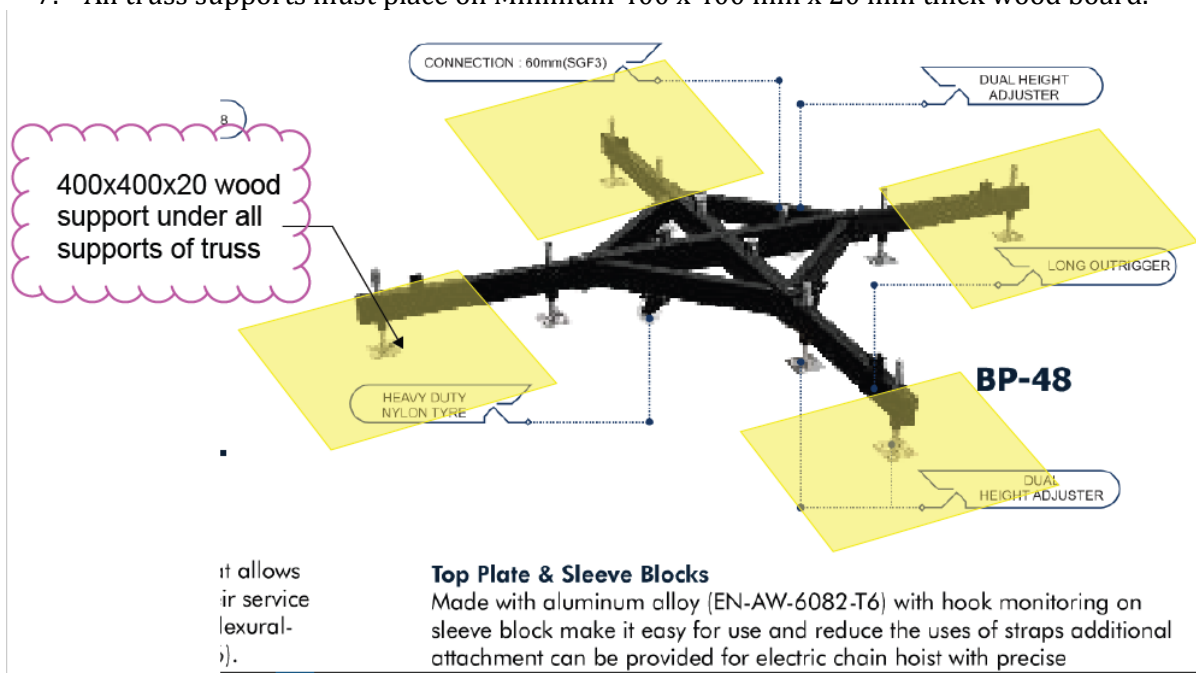 7. All truss supports must place on Minimum 400 x 400 mm x 20 mm thick wood board.
CONNECTION : 60mm(SGF3)
DUAL HEIGHT
ADJUSTER
8
400x400x20 wood
support under all
supports of truss
LONG OUTRIGGER
BP-48
HEAVY DUTY
NYLON TYRE
DUAL
HEIGHT ADJUSTER
allows
service
Top Plate & Sleeve Blocks
Made with aluminum alloy (EN-AW-6082-T6) with hook monitoring on
sleeve block make it easy for use and reduce the uses of straps additional
attachment can be provided for electric chain hoist with precise